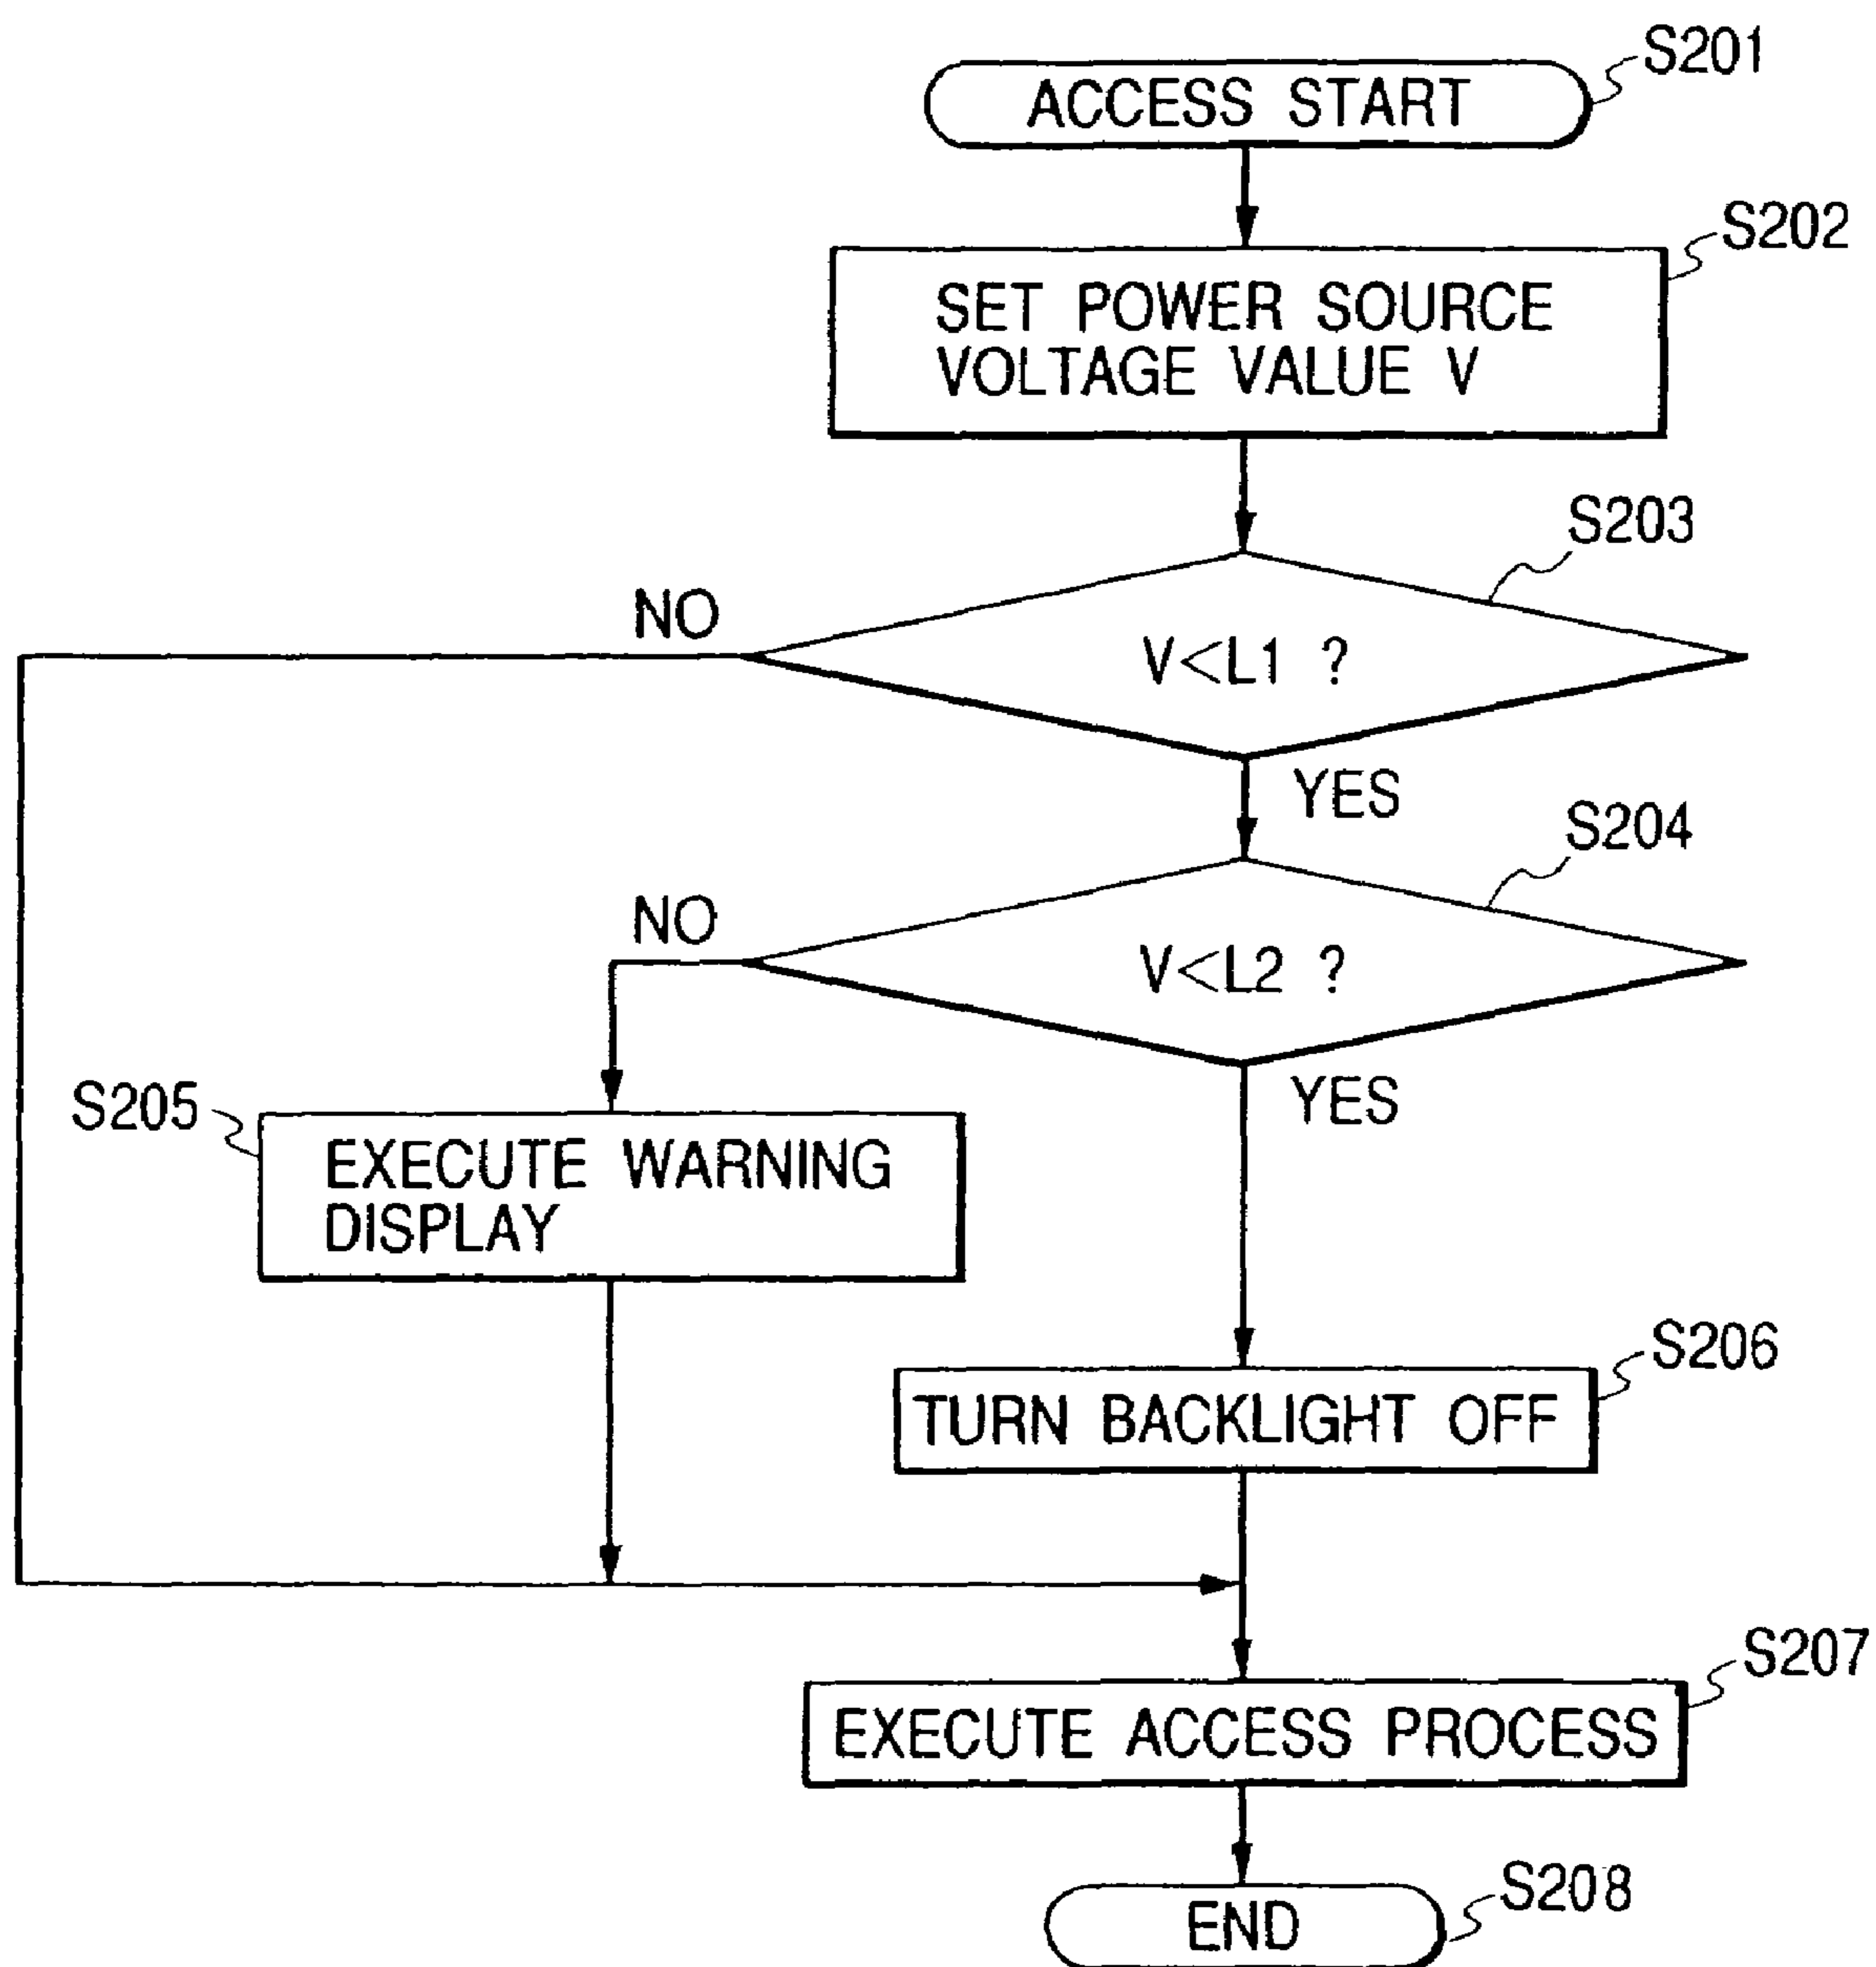 S201
ACCESS START
S202
SET POWER SOURCE
VOLTAGE VALUE V
S203
NO
V<L1 ?
YES
S204
NO
V<L2 ?
YES
S205
EXECUTE WARNING
DISPLAY
S206
TURN BACKLIGHT OFF
S207
EXECUTE ACCESS PROCESS
S208
END